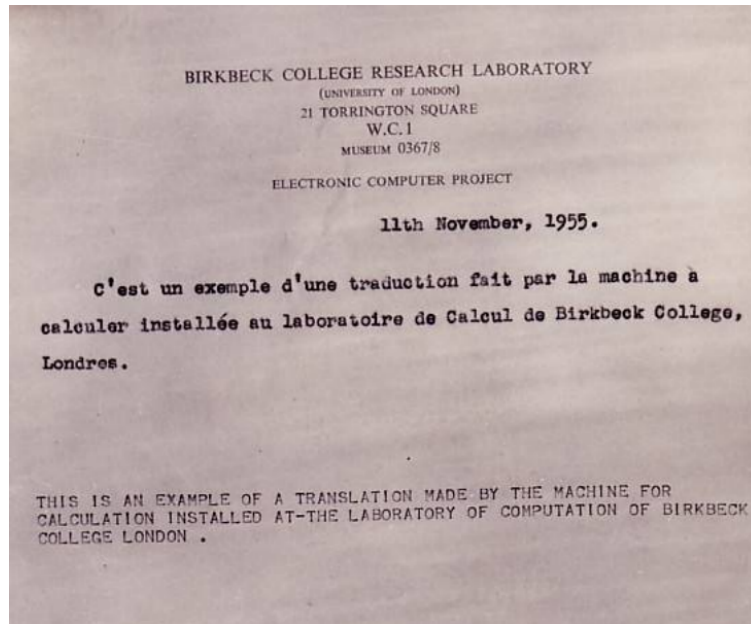 BIRKBECK COLLEGE RESEARCH LABORATORY
(UNIVERSITY OF LONDON)
21 TORRINGTON SQUARE
W.C.1
MUSEUM 0367/8
ELECTRONIC COMPUTER PROJECT
11th November, 1955.
C'est un exemple d'une traduction fait par la machine à
calculer installée au laboratoire de Calcul de Birkbeck College,
Londres.
THIS IS AN EXAMPLE OF A TRANSLATION MADE BY THE MACHINE FOR
CALCULATION INSTALLED AT-THE LABORATORY OF COMPUTATION OF BIRKBECK
COLLEGE LONDON .